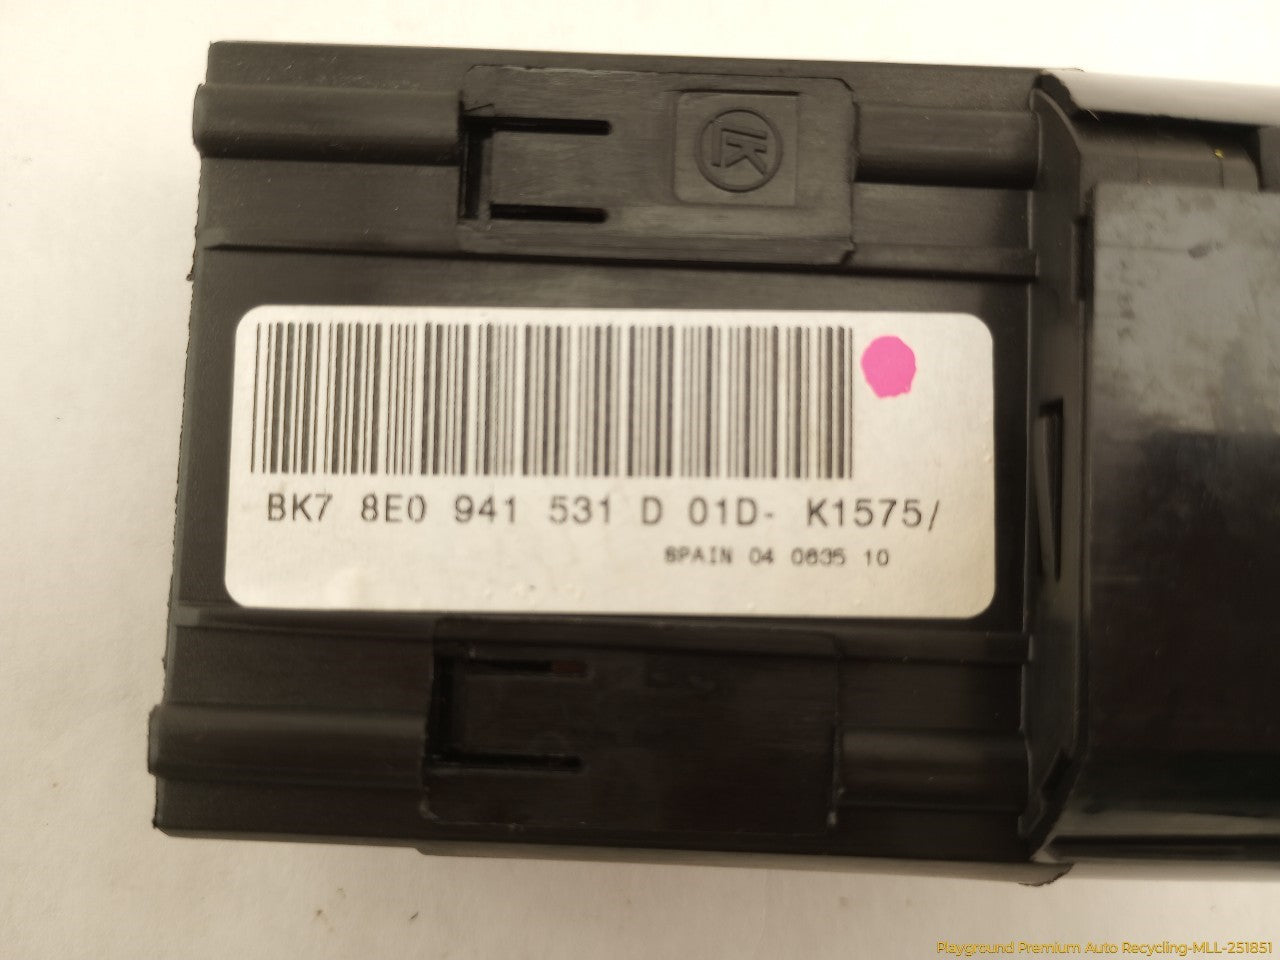 BK7 8E0 941 531 D 01D- K1575/
SPAIN 04 0635 10
Playground Premium Auto Recycling-MLL-251851